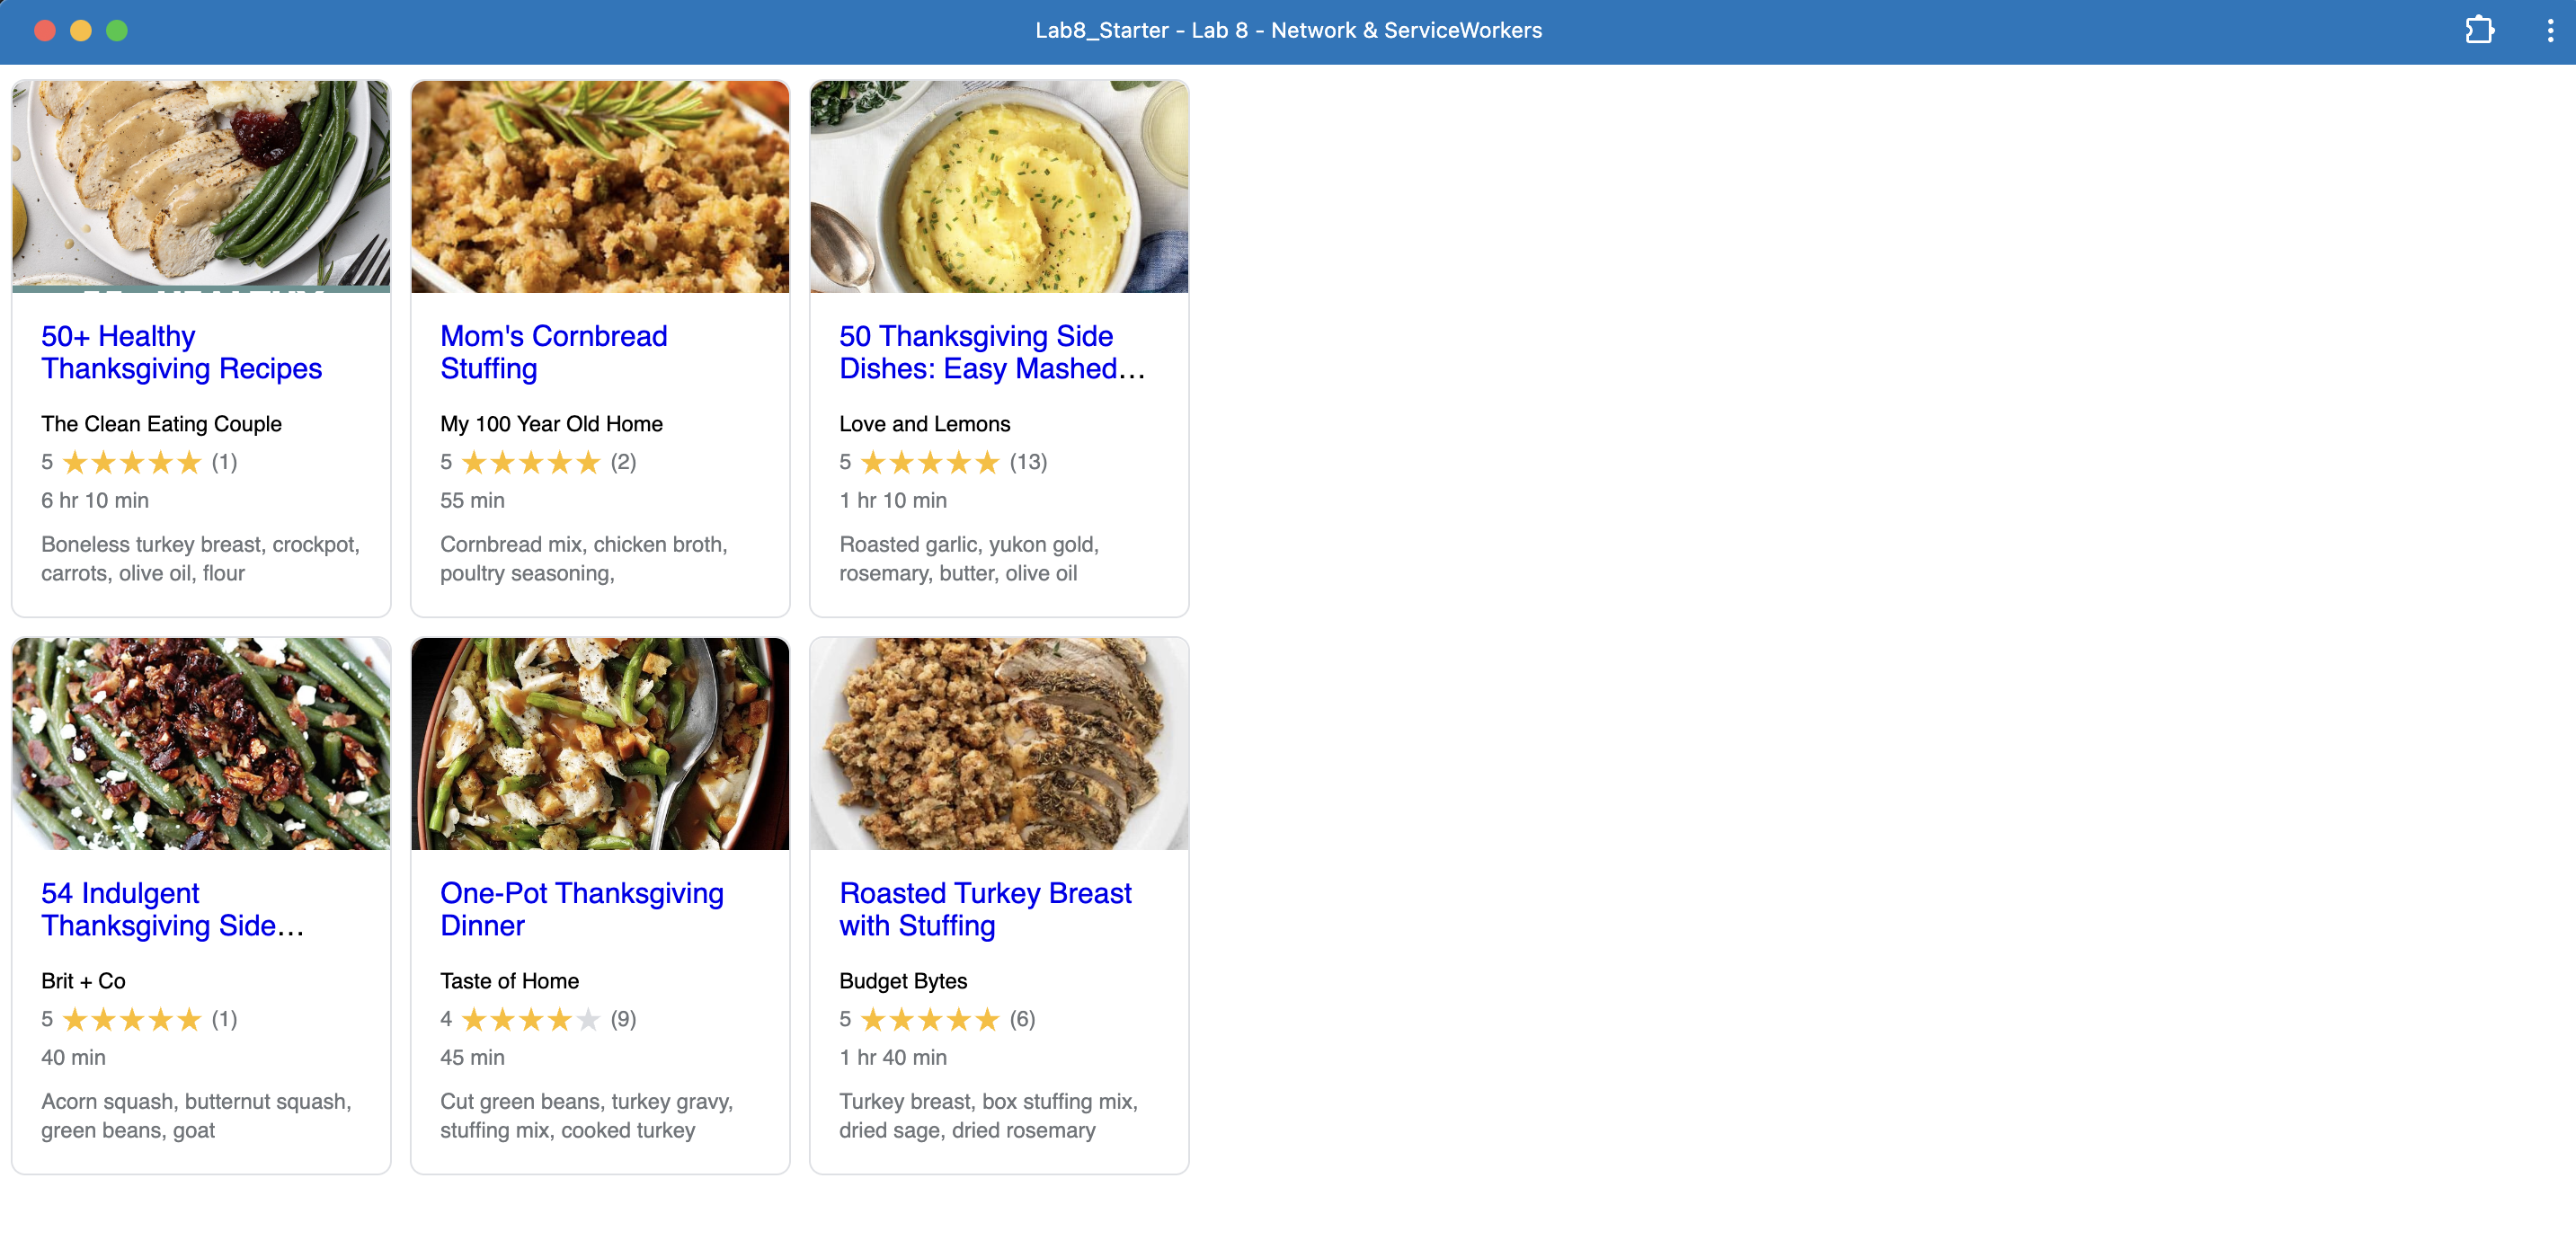 Lab8_Starter - Lab 8 - Network & ServiceWorkers
50+ Healthy
Thanksgiving Recipes
The Clean Eating Couple
5 ★★★★★ (1)
6 hr 10 min
Boneless turkey breast, crockpot,
carrots, olive oil, flour
Mom's Cornbread
Stuffing
My 100 Year Old Home
5 ★★★★★ (2)
55 min
Cornbread mix, chicken broth,
poultry seasoning,
50 Thanksgiving Side
Dishes: Easy Mashed…
Love and Lemons
5 ★★★★★ (13)
1 hr 10 min
Roasted garlic, yukon gold,
rosemary, butter, olive oil
54 Indulgent
Thanksgiving Side…
Brit + Co
5 ★★★★★ (1)
40 min
Acorn squash, butternut squash,
green beans, goat
One-Pot Thanksgiving
Dinner
Taste of Home
4 ★★★★★ (9)
45 min
Cut green beans, turkey gravy,
stuffing mix, cooked turkey
Roasted Turkey Breast
with Stuffing
Budget Bytes
5 ★★★★★ (6)
1 hr 40 min
Turkey breast, box stuffing mix,
dried sage, dried rosemary